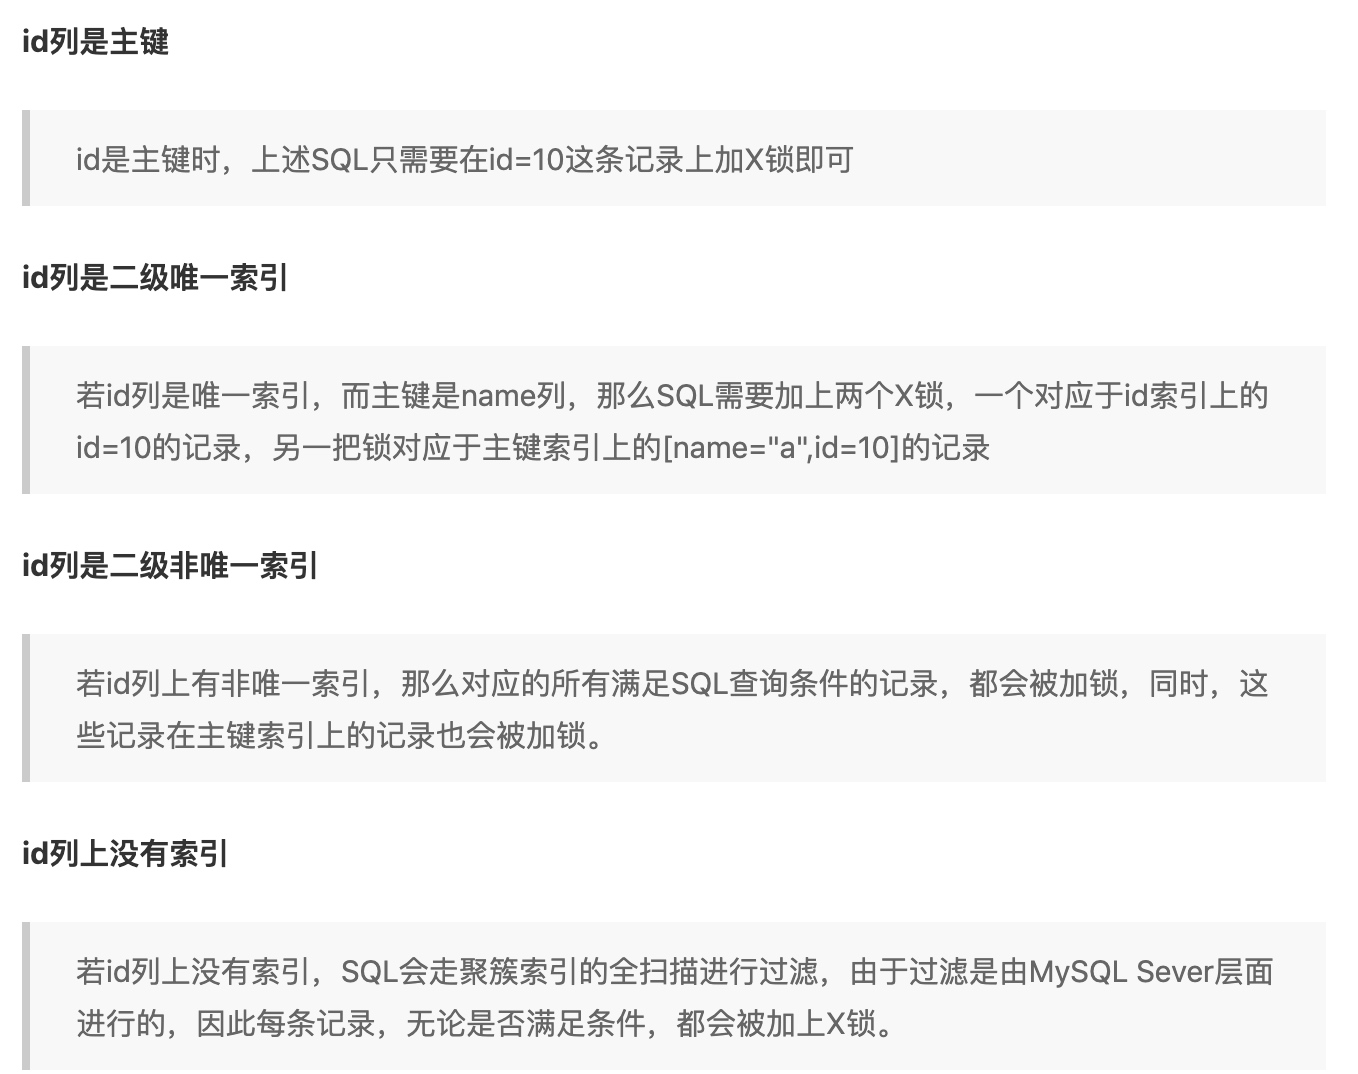 id列是主键
id是主键时，上述SQL只需要在id=10这条记录上加X锁即可
id列是二级唯一索引
若id列是唯一索引，而主键是name列，那么SQL需要加上两个X锁，一个对应于id索引上的
id=10的记录，另一把锁对应于主键索引上的[name="a",id=10]的记录
id列是二级非唯一索引
若id列上有非唯一索引，那么对应的所有满足SQL查询条件的记录，都会被加锁，同时，这
些记录在主键索引上的记录也会被加锁。
id列上没有索引
若id列上没有索引，SQL会走聚簇索引的全扫描进行过滤，由于过滤是由MySQL Sever层面
进行的，因此每条记录，无论是否满足条件，都会被加上X锁。